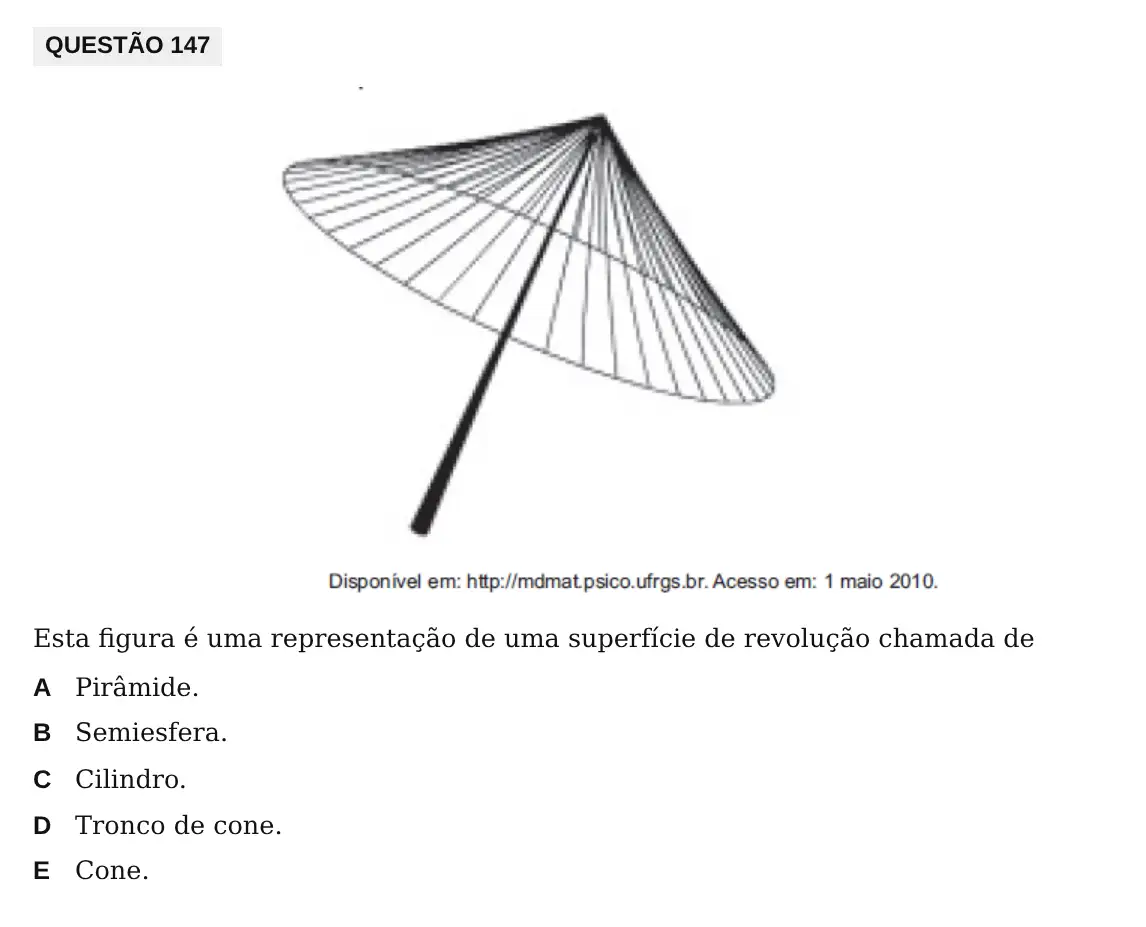 QUESTÃO 147
Disponível em: http://mdmat.psico.ufrgs.br. Acesso em: 1 maio 2010.
Esta figura é uma representação de uma superfície de revolução chamada de
A Pirâmide.
B Semiesfera.
C Cilindro.
D Tronco de cone.
E Cone.